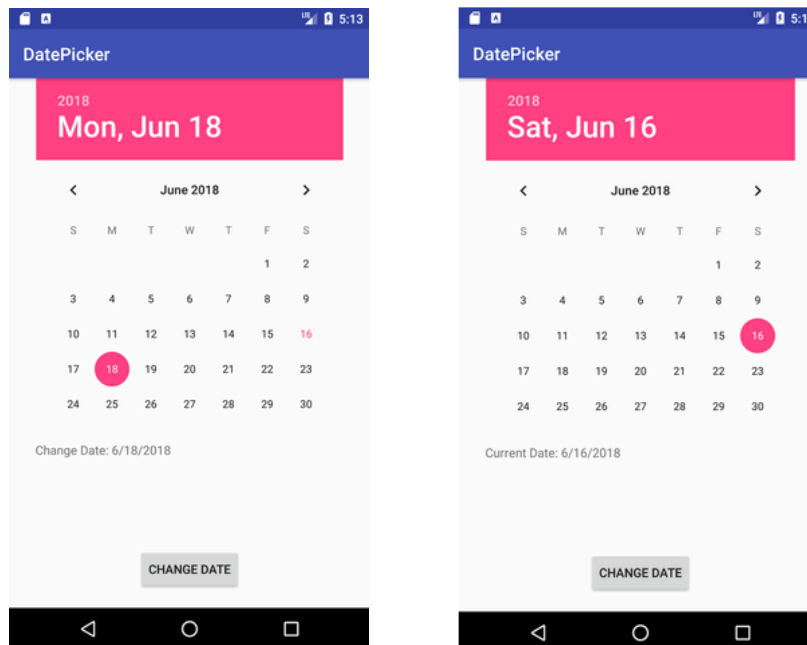 5:13
DatePicker
2018
Mon, Jun 18
June 2018
S M T W T F S
1 2
3 4 5 6 7 8 9
10 11 12 13 14 15 16
17 18 19 20 21 22 23
24 25 26 27 28 29 30
Change Date: 6/18/2018
CHANGE DATE
5:1
DatePicker
2018
Sat, Jun 16
June 2018
S M T W T F S
1 2
3 4 5 6 7 8 9
10 11 12 13 14 15 16
17 18 19 20 21 22 23
24 25 26 27 28 29 30
Current Date: 6/16/2018
CHANGE DATE